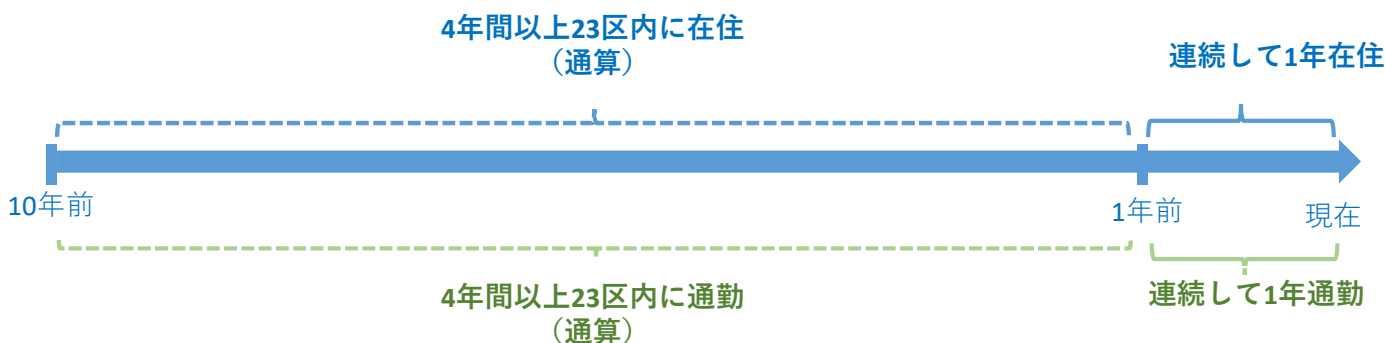 4年間以上23区内に在住
（通算）
連続して1年在住
10年前
1年前
現在
4年間以上23区内に通勤
（通算）
連続して1年通勤